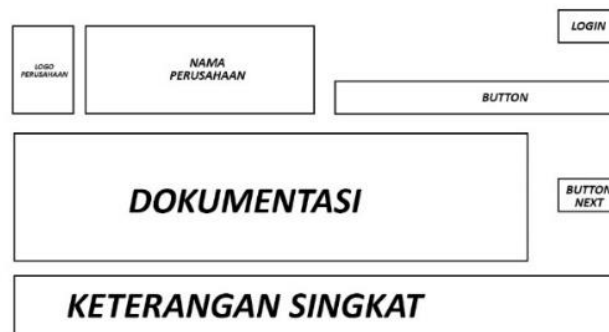 LOGIN
LOGO
PERUSAHAAN
NAMA
PERUSAHAAN
BUTTON
DOKUMENTASI
BUTTON
NEXT
KETERANGAN SINGKAT